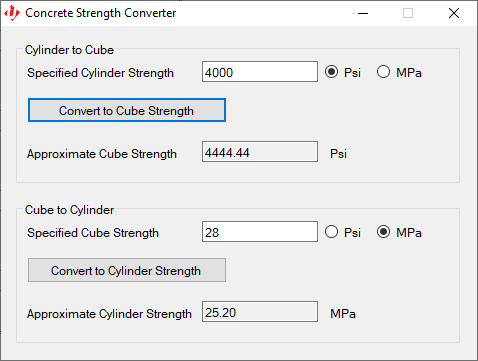 Concrete Strength Converter
Cylinder to Cube
Specified Cylinder Strength 4000 Psi MPa
Convert to Cube Strength
Approximate Cube Strength 4444.44 Psi
Cube to Cylinder
Specified Cube Strength 28 Psi MPa
Convert to Cylinder Strength
Approximate Cylinder Strength 25.20 MPa